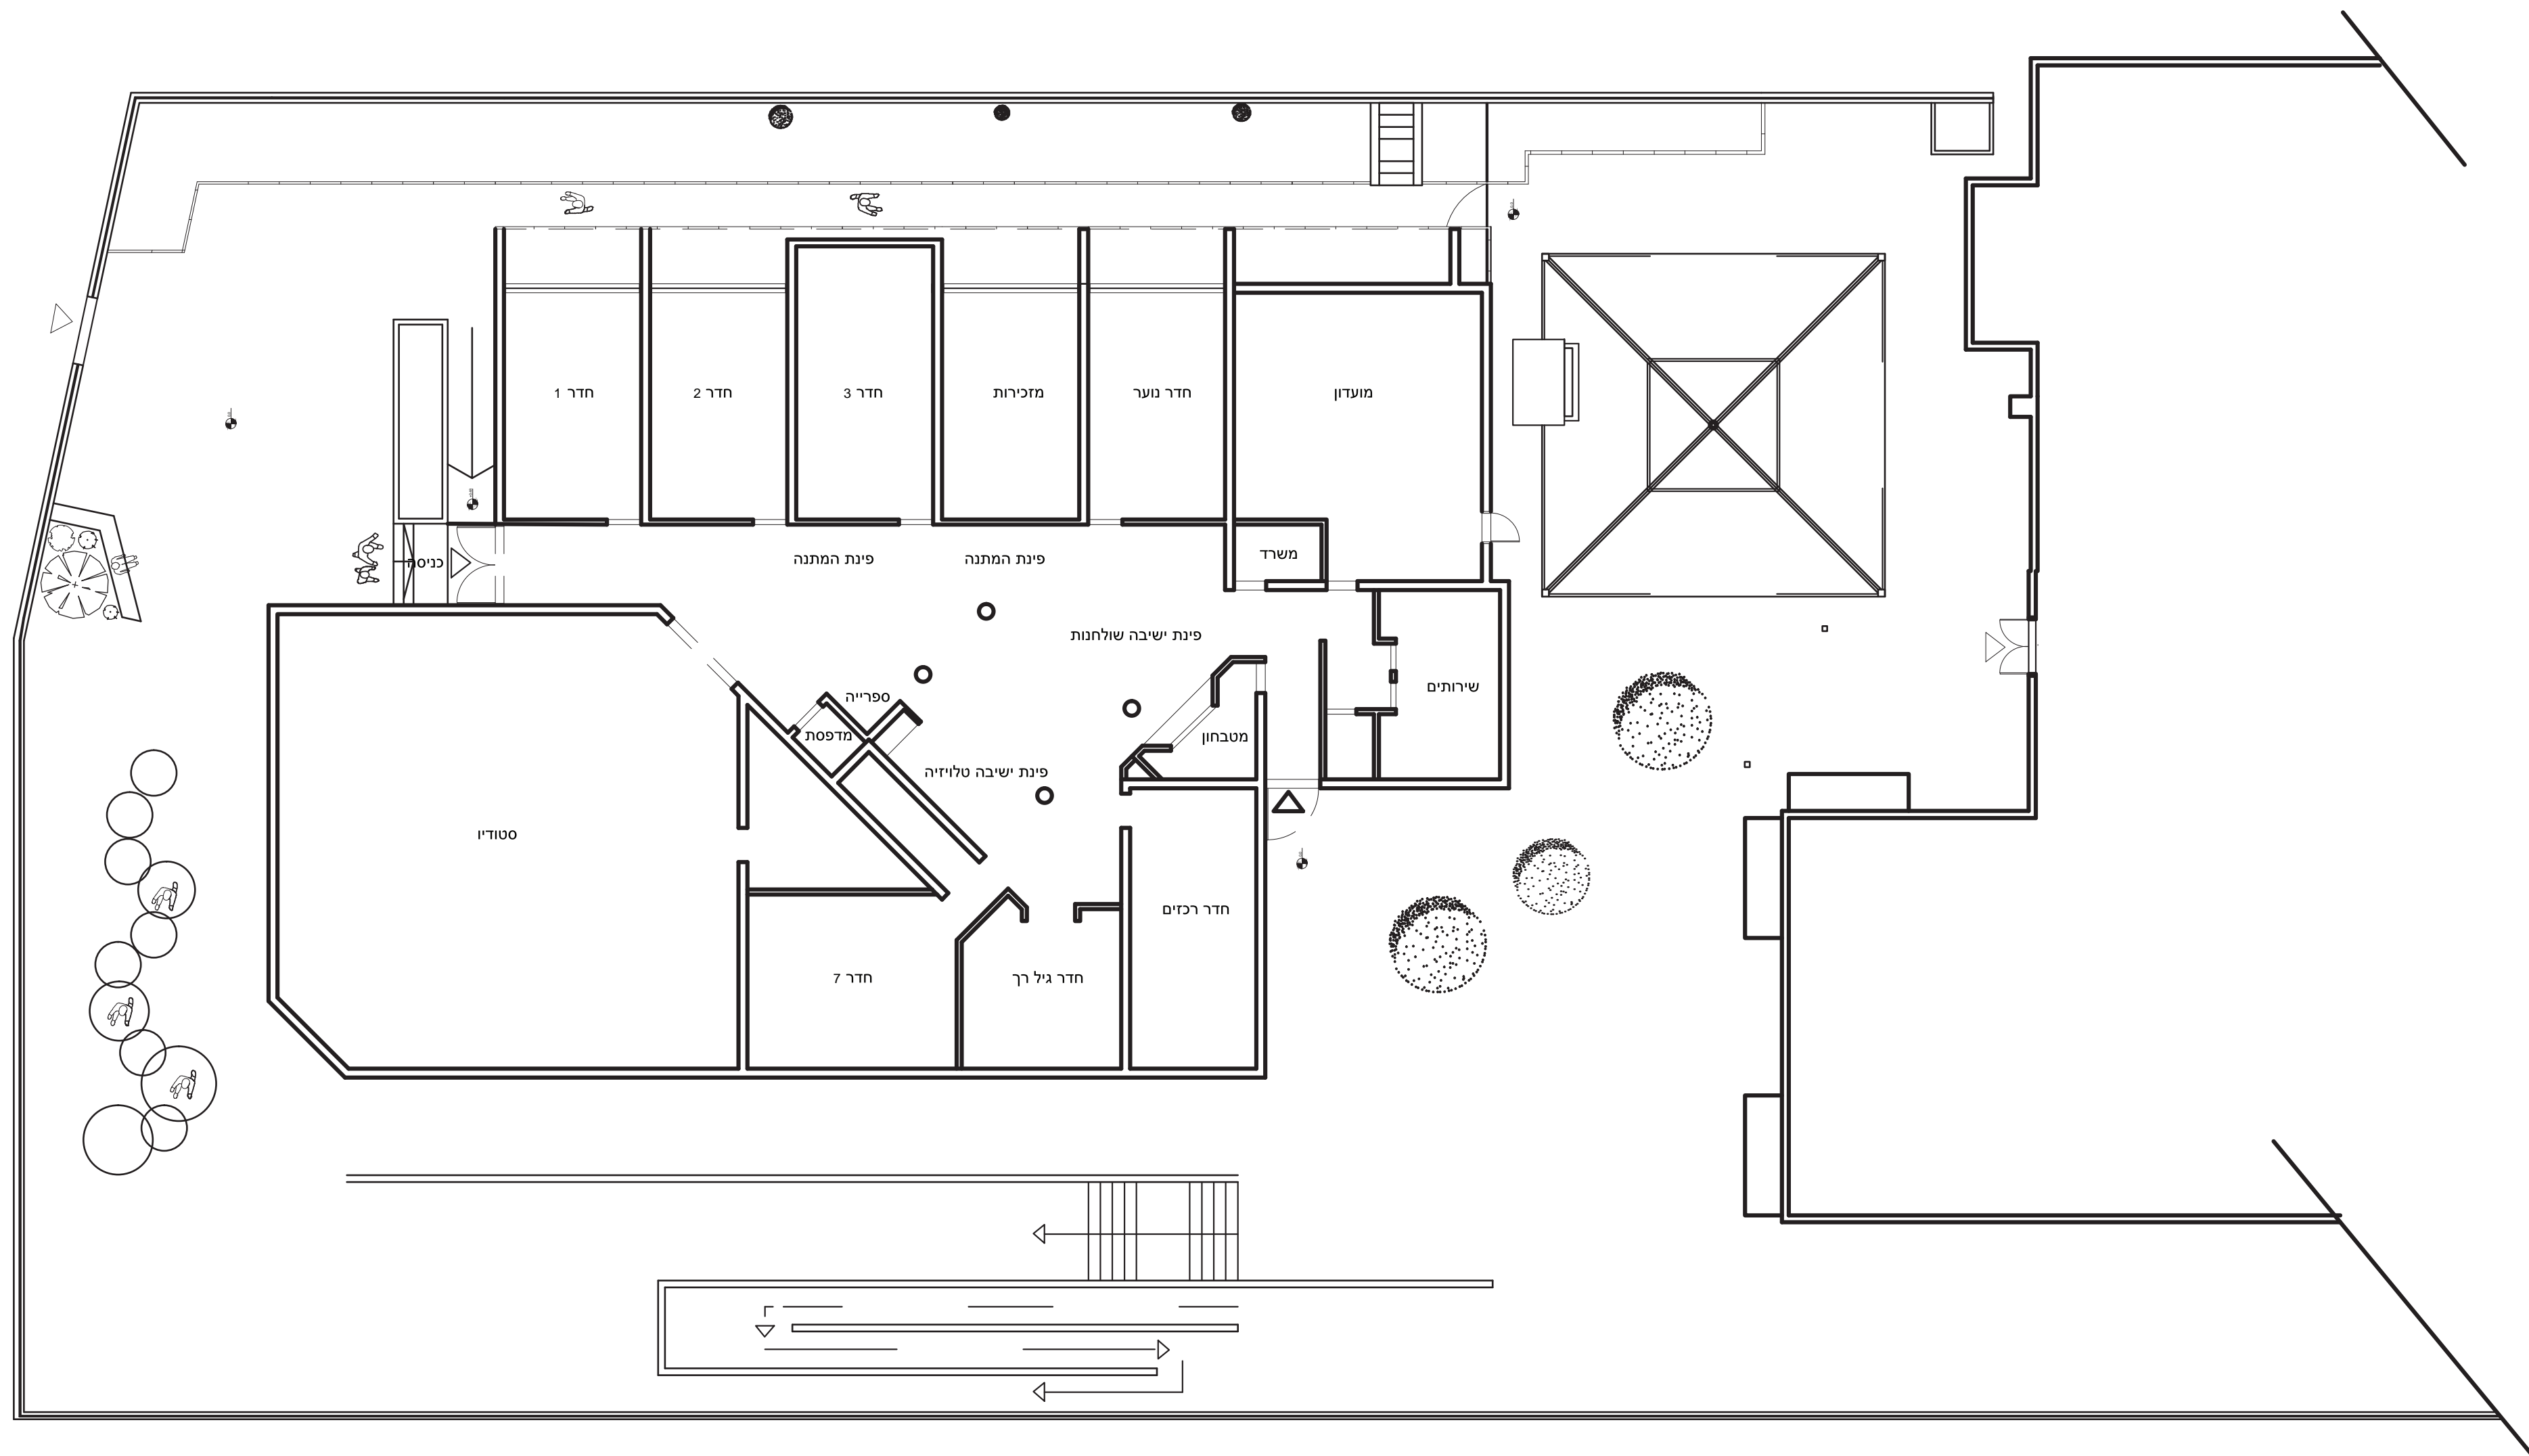 מועדון
חדר נוער
מזכירות
חדר 3
חדר 2
חדר 1
משרד
פינת המתנה
פינת המתנה
כניסה
פינת ישיבה שולחנות
שירותים
ספרייה
מטבחון
מדפסת
פינת ישיבה טלויזיה
סטודיו
חדר רכזים
חדר גיל רך
חדר 7